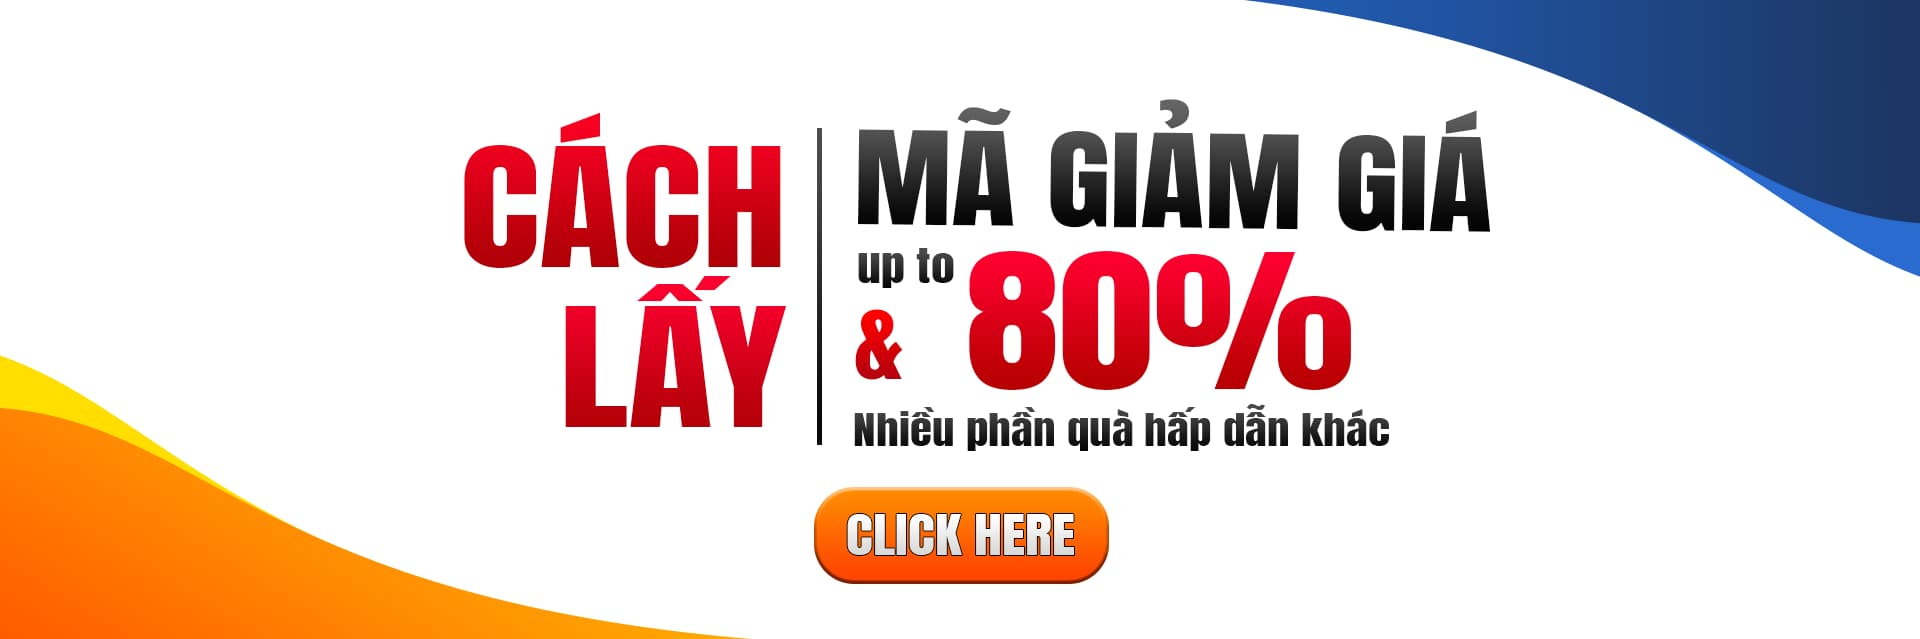 CÁCH
LẤY
MÃ GIẢM GIÁ
up to
& 80%
Nhiều phần quà hấp dẫn khác
CLICK HERE